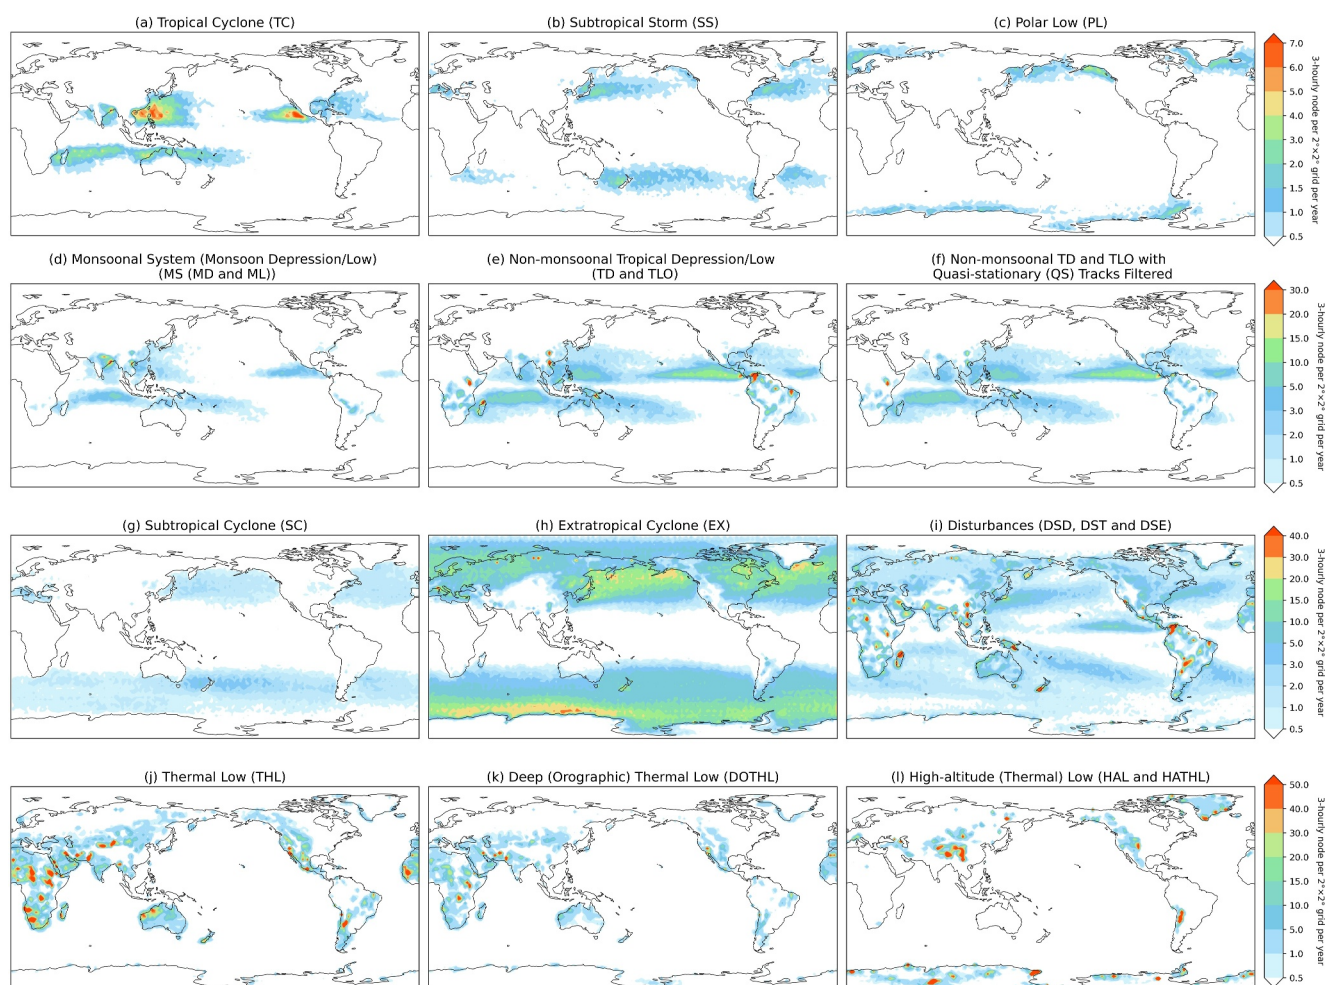 (a) Tropical Cyclone (TC)
(b) Subtropical Storm (SS)
(c) Polar Low (PL)
7.0
6.0
5.0
4.0
3.0
2.0
1.5
1.0
0.5
3-hourly node per 2°×2° grid per year
(d) Monsoonal System (Monsoon Depression/Low)
(MS (MD and ML))
(e) Non-monsoonal Tropical Depression/Low
(TD and TLO)
(f) Non-monsoonal TD and TLO with
Quasi-stationary (QS) Tracks Filtered
30.0
20.0
15.0
10.0
5.0
3.0
2.0
1.0
0.5
3-hourly node per 2°×2° grid per year
(g) Subtropical Cyclone (SC)
(h) Extratropical Cyclone (EX)
(i) Disturbances (DSD, DST and DSE)
40.0
30.0
20.0
15.0
10.0
5.0
3.0
2.0
1.0
0.5
3-hourly node per 2°×2° grid per year
(j) Thermal Low (THL)
(k) Deep (Orographic) Thermal Low (DOTHL)
(l) High-altitude (Thermal) Low (HAL and HATHL)
50.0
40.0
30.0
20.0
15.0
10.0
5.0
1.0
0.5
3-hourly node per 2°×2° grid per year